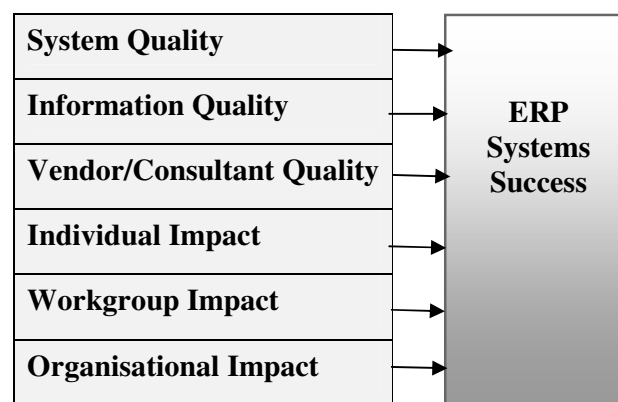 System Quality
Information Quality
Vendor/Consultant Quality
Individual Impact
Workgroup Impact
Organisational Impact
ERP
Systems
Success